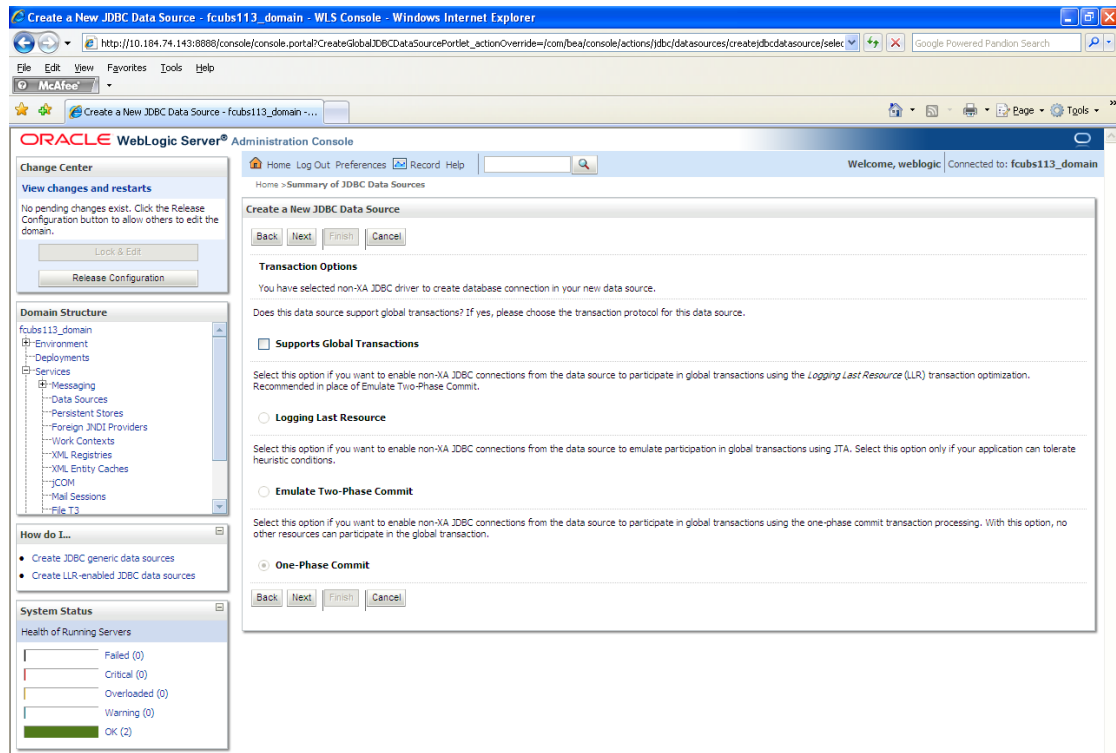 Create a New JDBC Data Source - fcubs113_domain - WLS Console - Windows Internet Explorer
http://10.184.74.143:8888/console/console.portal?CreateGlobalJDBCDataSourcePortlet_actionOverride=/com/bea/console/actions/jdbc/datasources/createjdbcdatasource/selec
Google Powered Pandion Search
File Edit View Favorites Tools Help
McAfee
Create a New JDBC Data Source - fcubs113_domain -...
Page Tools
ORACLE WebLogic Server® Administration Console
Change Center
View changes and restarts
No pending changes exist. Click the Release
Configuration button to allow others to edit the
domain.
Lock & Edit
Release Configuration
Domain Structure
fcubs113_domain
Environment
Deployments
Services
Messaging
Data Sources
Persistent Stores
Foreign JNDI Providers
Work Contexts
XML Registries
XML Entity Caches
jCOM
Mail Sessions
File T3
How do I...
Create JDBC generic data sources
Create LLR-enabled JDBC data sources
System Status
Health of Running Servers
Failed (0)
Critical (0)
Overloaded (0)
Warning (0)
OK (2)
Home Log Out Preferences Record Help
Welcome, weblogic Connected to: fcubs113_domain
Home >Summary of JDBC Data Sources
Create a New JDBC Data Source
Back Next Finish Cancel
Transaction Options
You have selected non-XA JDBC driver to create database connection in your new data source.
Does this data source support global transactions? If yes, please choose the transaction protocol for this data source.
Supports Global Transactions
Select this option if you want to enable non-XA JDBC connections from the data source to participate in global transactions using the Logging Last Resource (LLR) transaction optimization.
Recommended in place of Emulate Two-Phase Commit.
Logging Last Resource
Select this option if you want to enable non-XA JDBC connections from the data source to emulate participation in global transactions using JTA. Select this option only if your application can tolerate
heuristic conditions.
Emulate Two-Phase Commit
Select this option if you want to enable non-XA JDBC connections from the data source to participate in global transactions using the one-phase commit transaction processing. With this option, no
other resources can participate in the global transaction.
One-Phase Commit
Back Next Finish Cancel